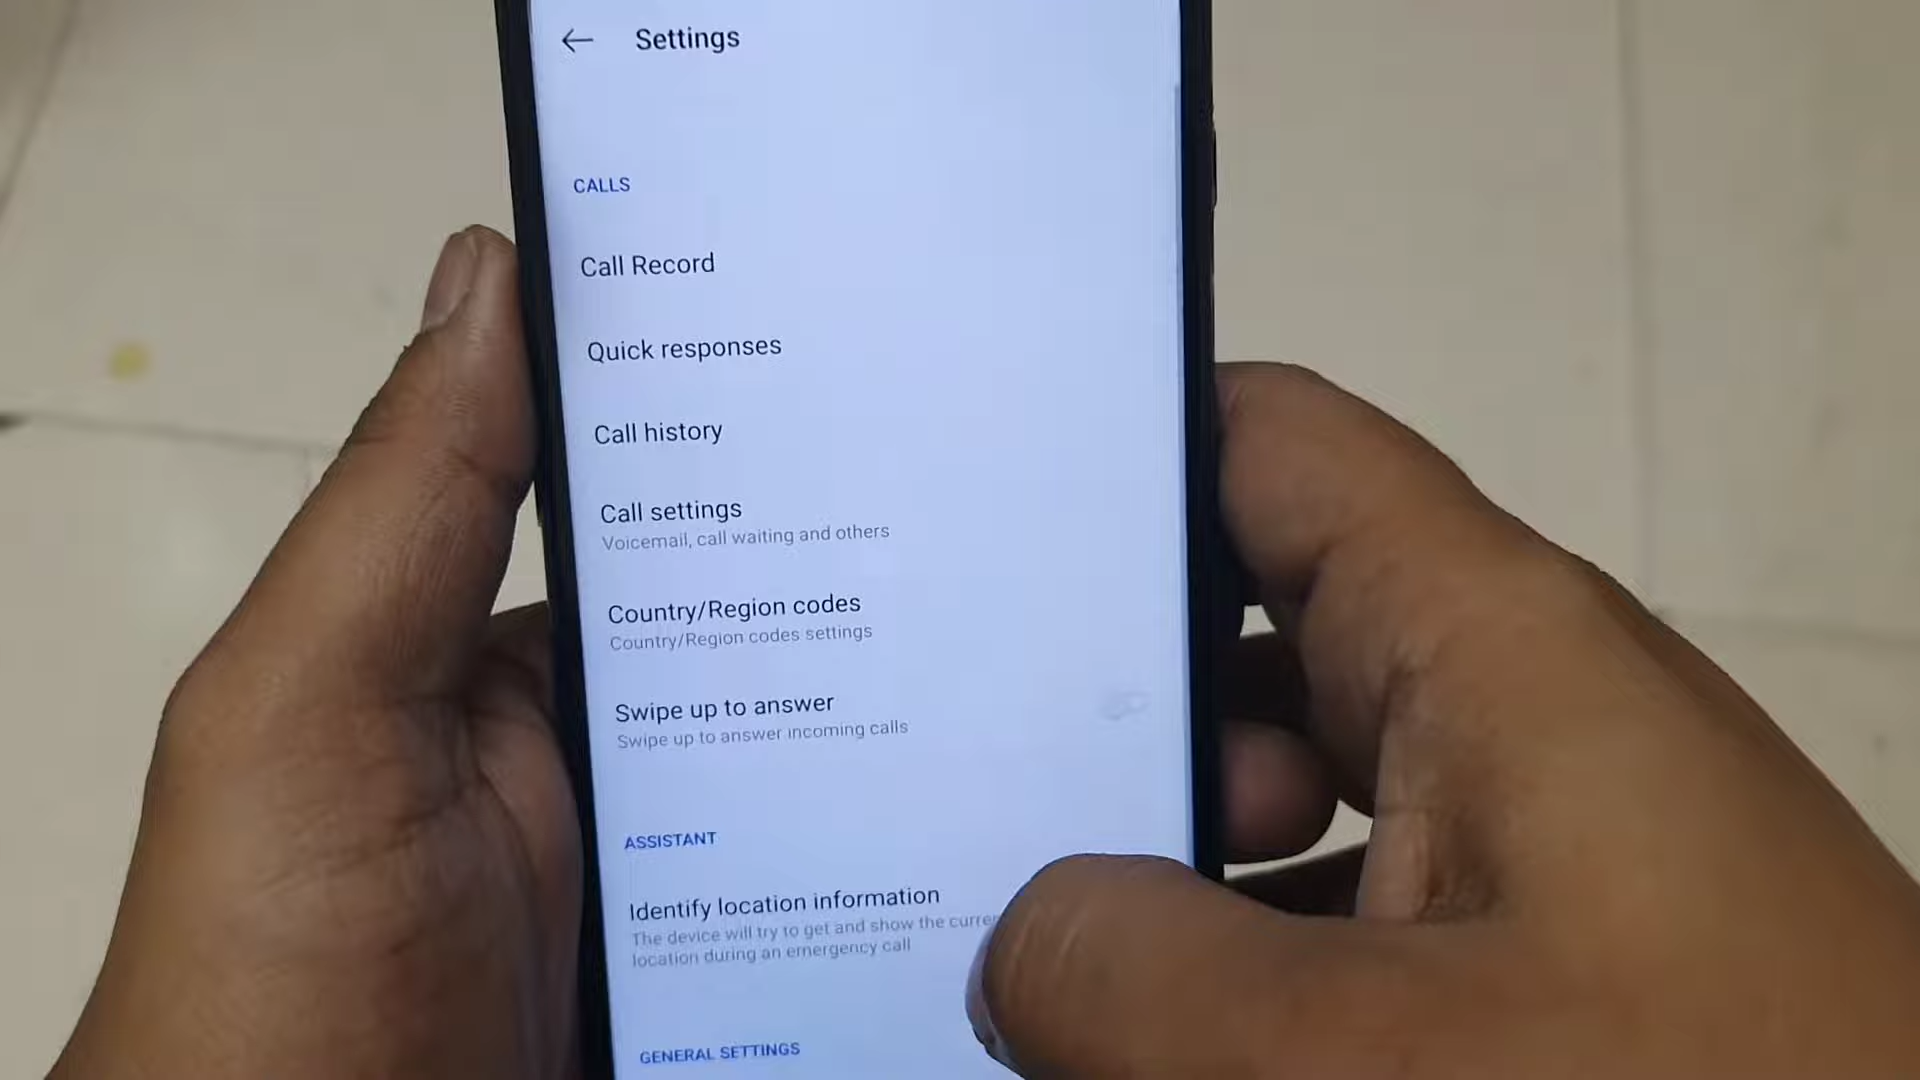 Settings
CALLS
Call Record
Quick responses
Call history
Call settings
Voicemail, call waiting and others
Country/Region codes
Country/Region codes settings
Swipe up to answer
Swipe up to answer incoming calls
ASSISTANT
Identify location information
The device will try to get and show the
location during an emergency call
GENERAL SETTINGS